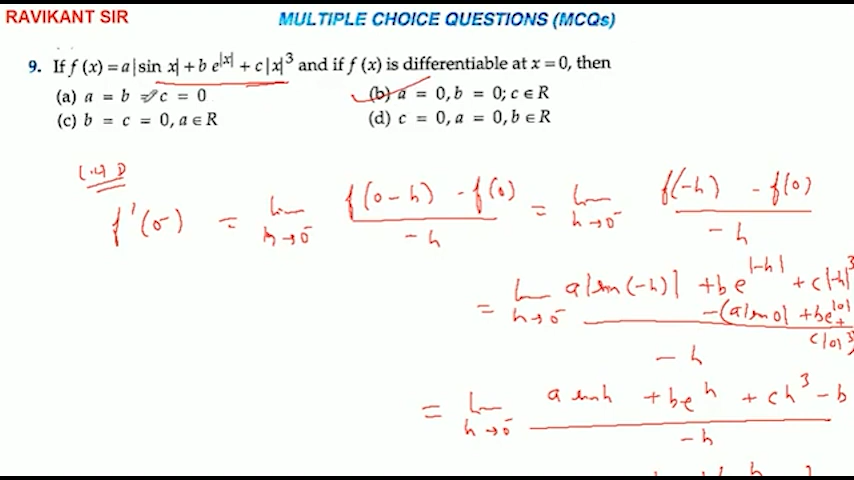 RAVIKANT SIR
MULTIPLE CHOICE QUESTIONS (MCQs)
9. If f (x) = a|sin x| + b e^|x| + c|x|^3 and if f (x) is differentiable at x = 0, then
(a) a = b = c = 0 (b) a = 0, b = 0; c ∈ R
(c) b = c = 0, a ∈ R (d) c = 0, a = 0, b ∈ R
f'(0-) = lim h→0- f(0-h) - f(0) / -h = lim h→0- f(-h) - f(0) / -h
= lim h→0- a|sin(-h)| + be^|-h| + c|-h|^3 - (a|sin 0| + be^|0| + c|0|^3) / -h
= lim h→0- a sin h + be^h + ch^3 - b / -h